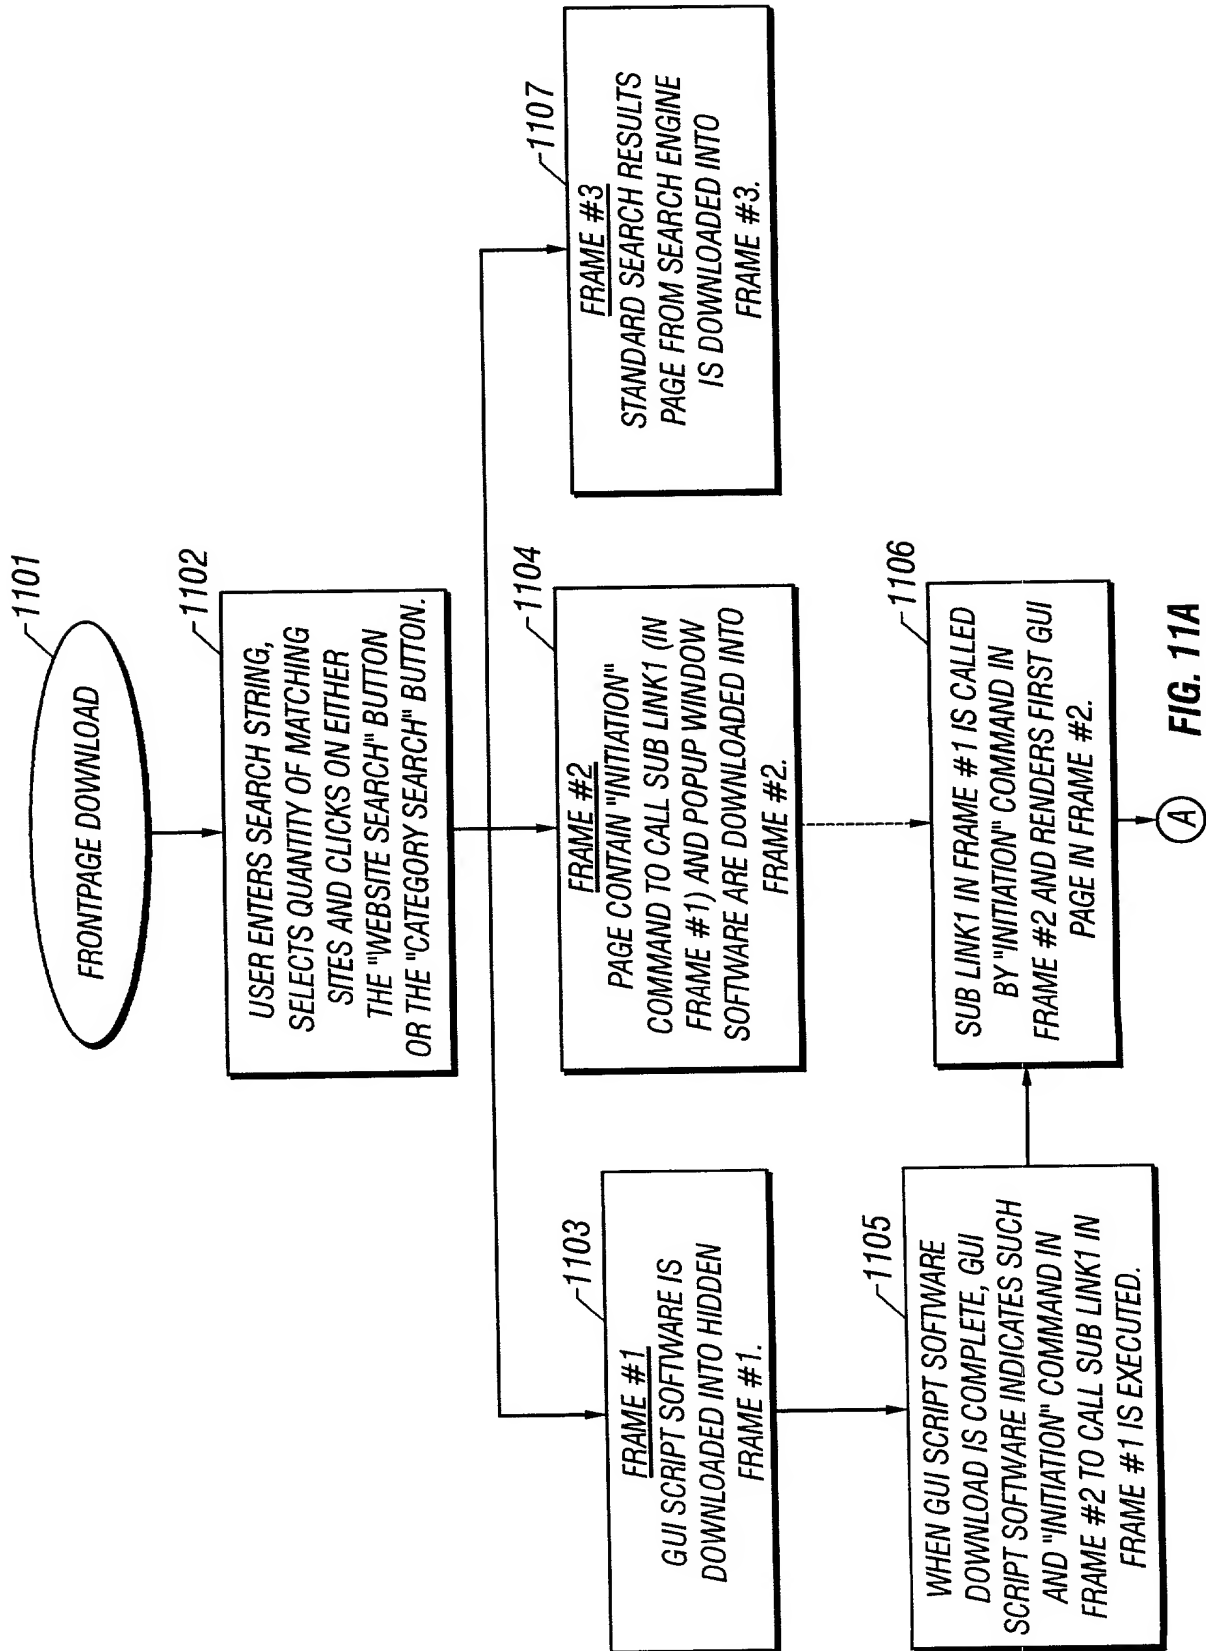 1101
FRONTPAGE DOWNLOAD
1102
USER ENTERS SEARCH STRING,
SELECTS QUANTITY OF MATCHING
SITES AND CLICKS ON EITHER
THE "WEBSITE SEARCH" BUTTON
OR THE "CATEGORY SEARCH" BUTTON.
1103
FRAME #1
GUI SCRIPT SOFTWARE IS
DOWNLOADED INTO HIDDEN
FRAME #1.
1104
FRAME #2
PAGE CONTAIN "INITIATION"
COMMAND TO CALL SUB LINK1 (IN
FRAME #1) AND POPUP WINDOW
SOFTWARE ARE DOWNLOADED INTO
FRAME #2.
1107
FRAME #3
STANDARD SEARCH RESULTS
PAGE FROM SEARCH ENGINE
IS DOWNLOADED INTO
FRAME #3.
1105
WHEN GUI SCRIPT SOFTWARE
DOWNLOAD IS COMPLETE, GUI
SCRIPT SOFTWARE INDICATES SUCH
AND "INITIATION" COMMAND IN
FRAME #2 TO CALL SUB LINK1 IN
FRAME #1 IS EXECUTED.
1106
SUB LINK1 IN FRAME #1 IS CALLED
BY "INITIATION" COMMAND IN
FRAME #2 AND RENDERS FIRST GUI
PAGE IN FRAME #2.
A
FIG. 11A